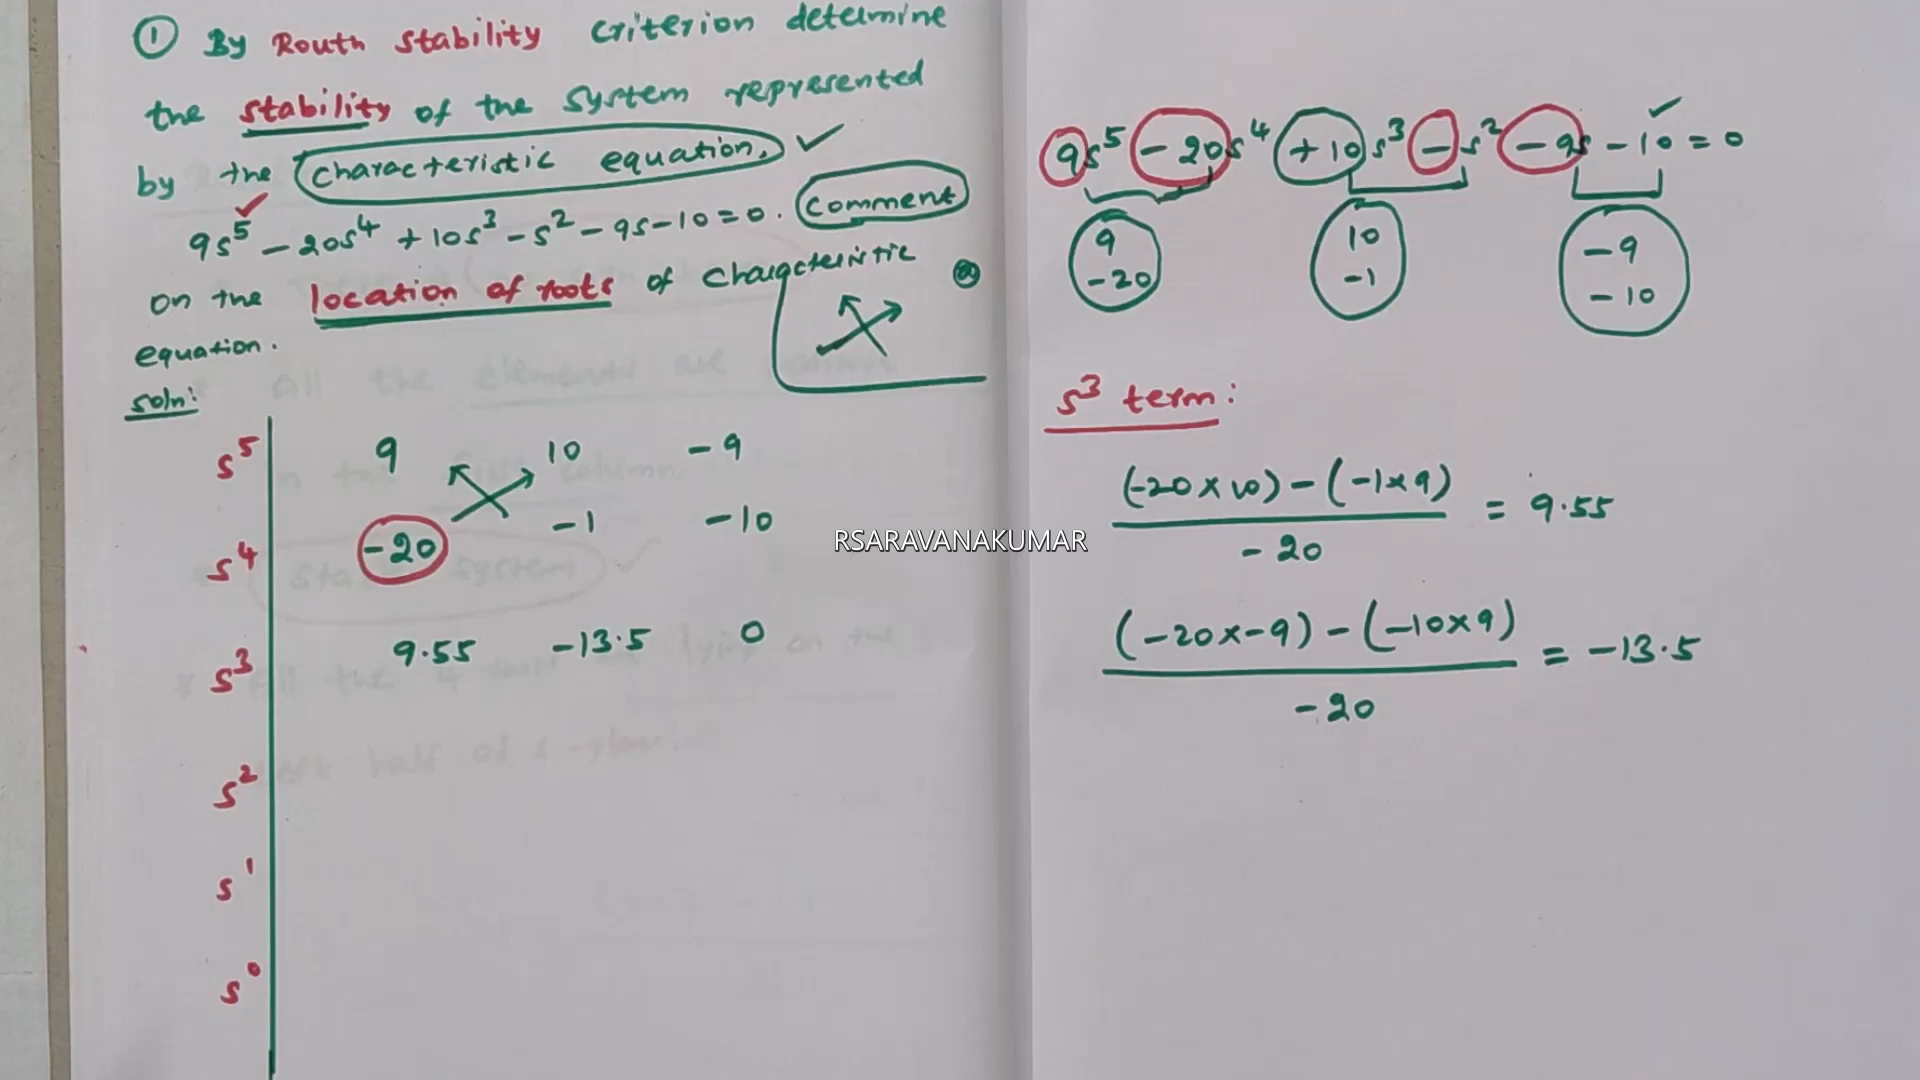 ① By Routh stability criterion determine
the stability of the system represented
by the characteristic equation,
9s⁵ - 20s⁴ + 10s³ - s² - 9s - 10 = 0. comment
on the location of roots of characteristic
equation.
soln:
s⁵ 9 10 -9
s⁴ -20 -1 -10
s³ 9.55 -13.5 0
s²
s¹
s⁰
9s⁵ - 20s⁴ + 10s³ - s² - 9s - 10 = 0
9 10 -9
-20 -1 -10
s³ term:
(-20 × 10) - (-1 × 9)
-20
= 9.55
(-20 × -9) - (-10 × 9)
-20
= -13.5
RSARAVANAKUMAR